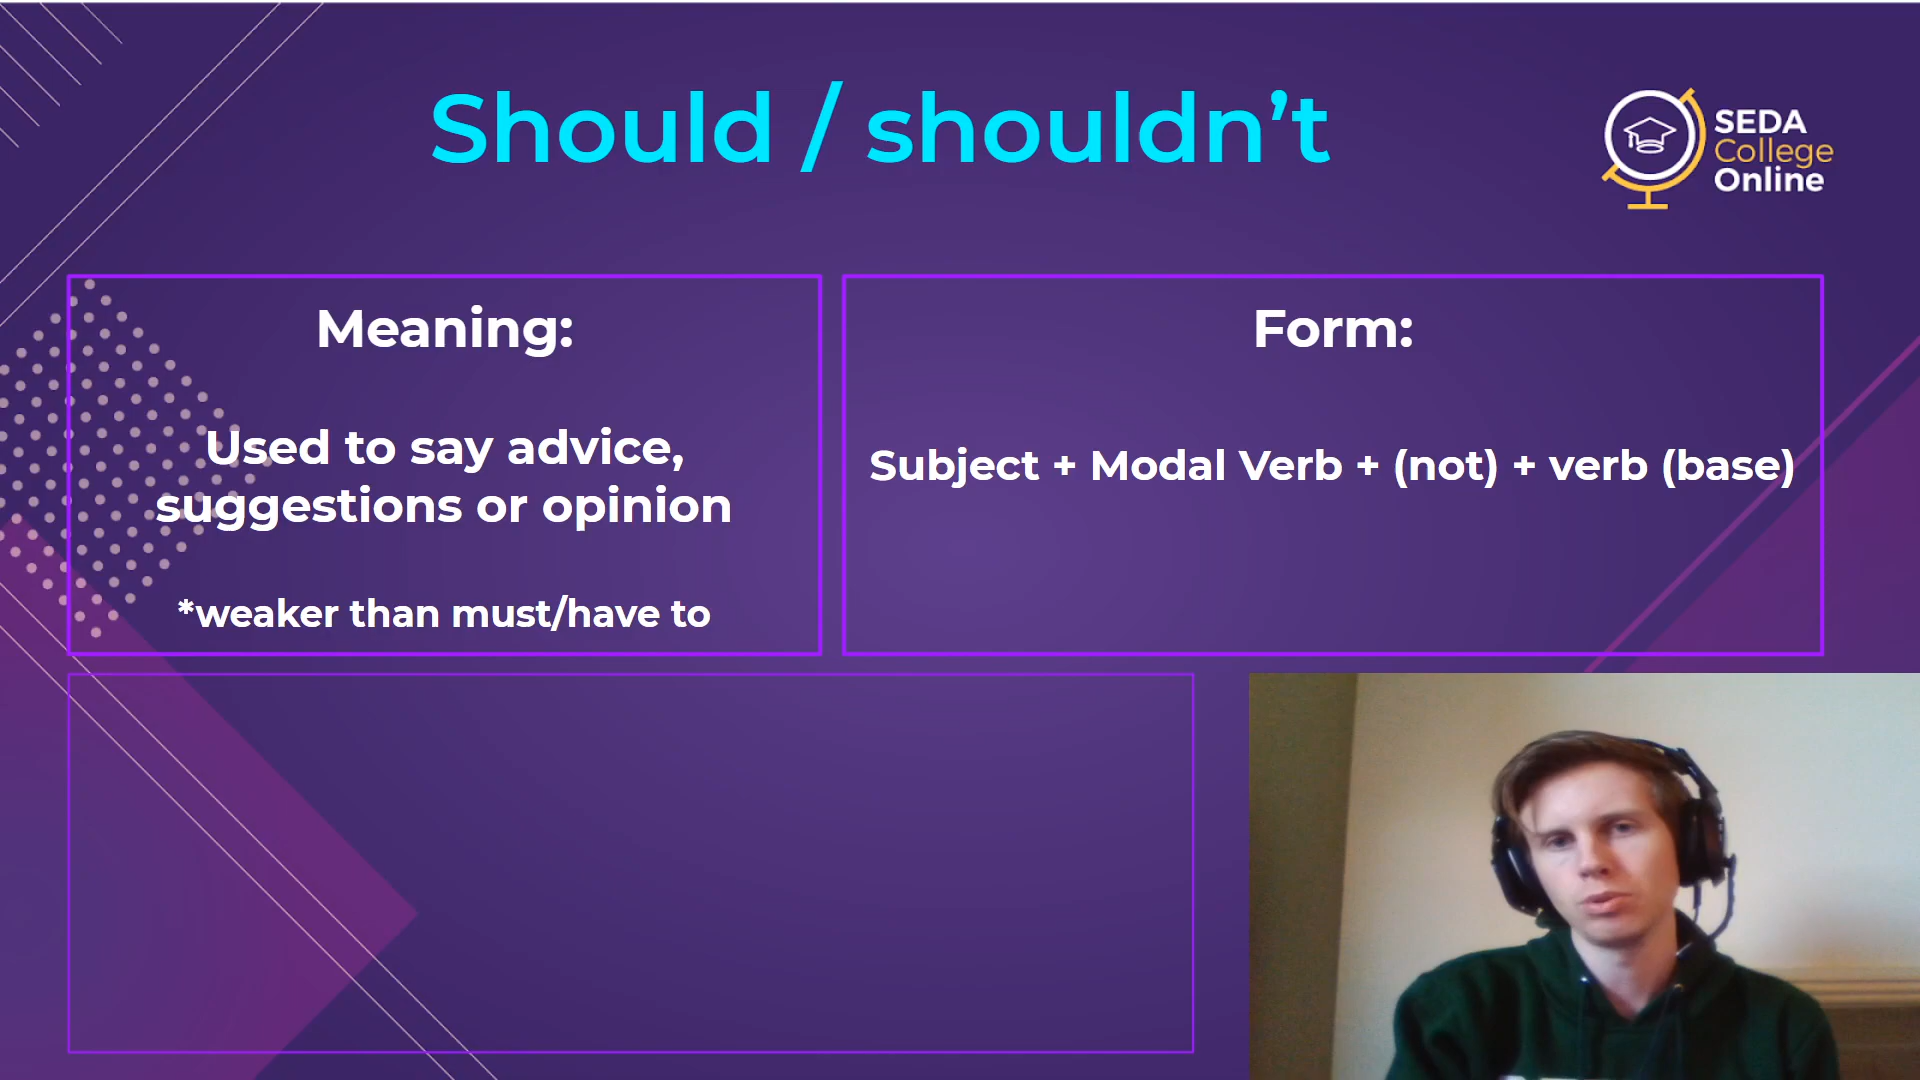 Should / shouldn’t
SEDA
College
Online
Meaning:
Used to say advice,
suggestions or opinion
*weaker than must/have to
Form:
Subject + Modal Verb + (not) + verb (base)